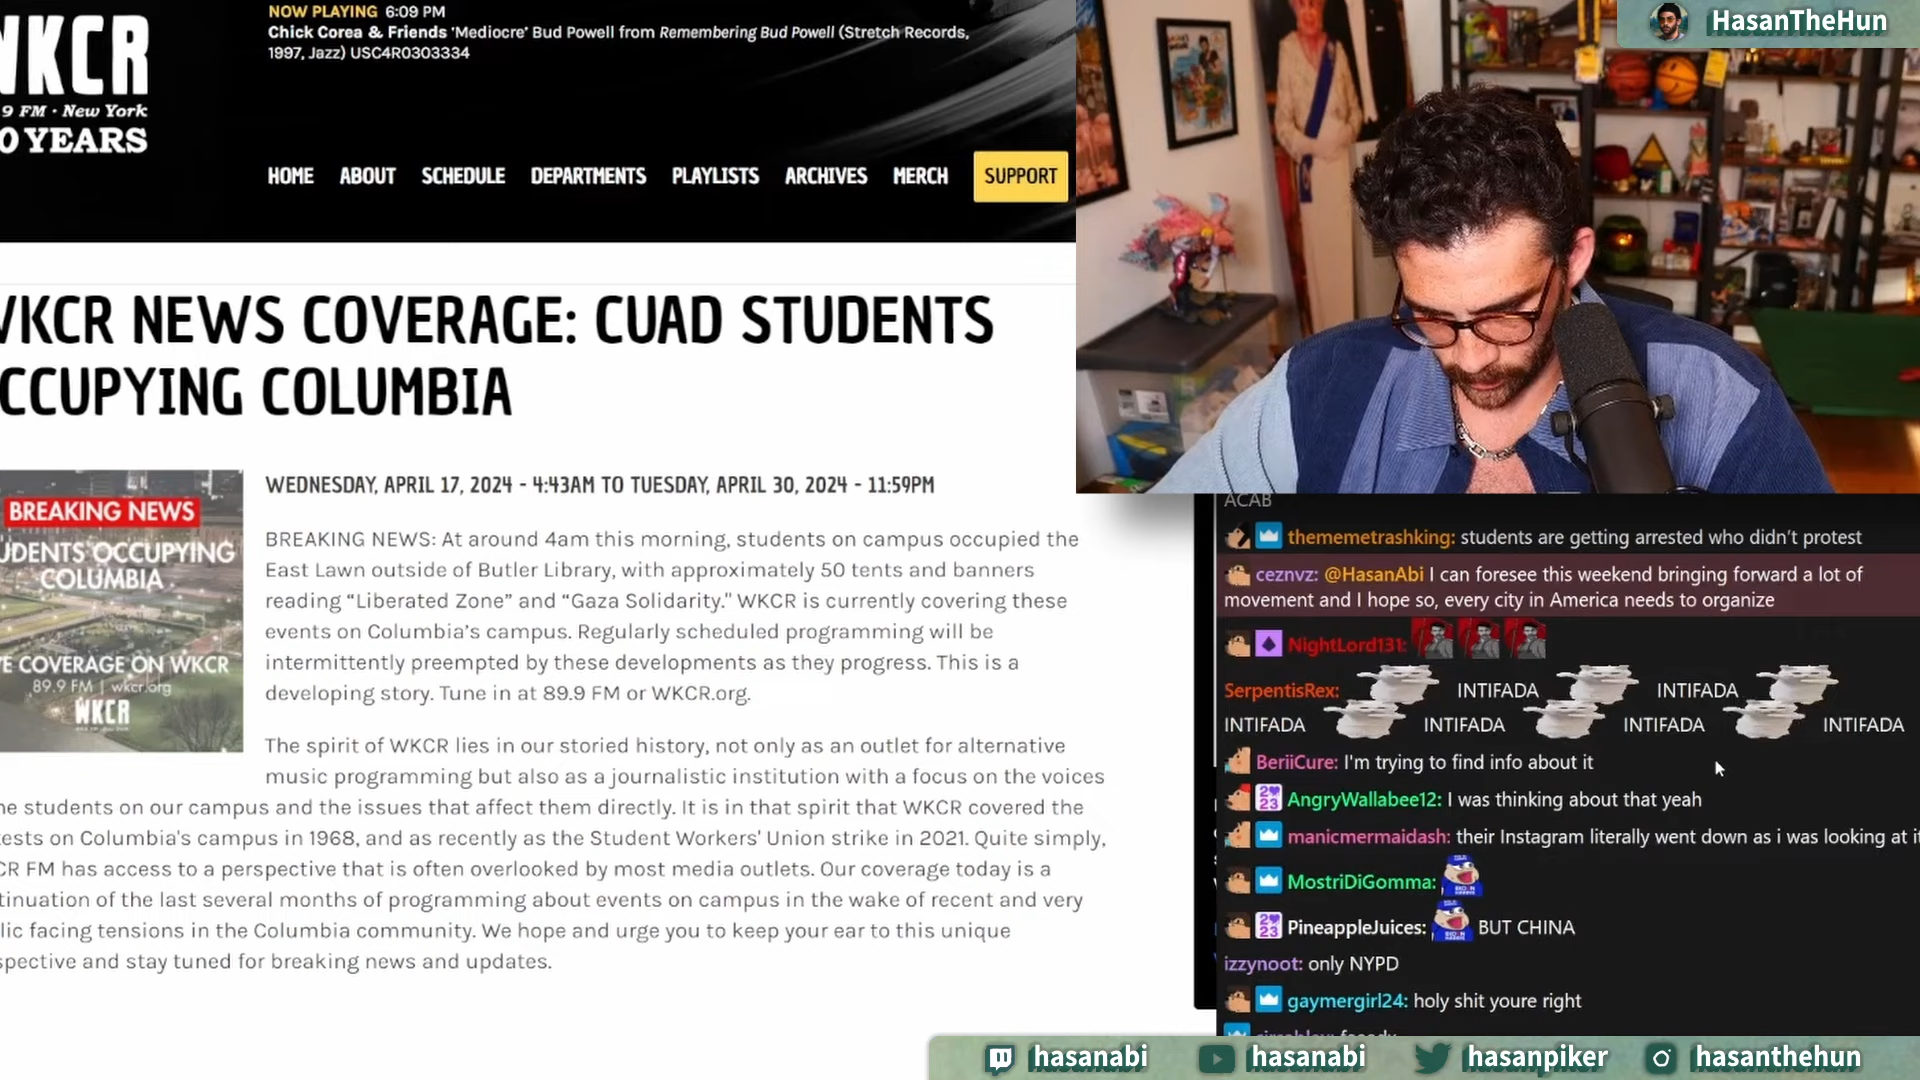 NOW PLAYING 6:09 PM
Chick Corea & Friends 'Mediocre' Bud Powell from Remembering Bud Powell (Stretch Records,
1997, Jazz) USC4R0303334
WKCR
9 FM · New York
0 YEARS
HOME ABOUT SCHEDULE DEPARTMENTS PLAYLISTS ARCHIVES MERCH SUPPORT
WKCR NEWS COVERAGE: CUAD STUDENTS
CCUPYING COLUMBIA
BREAKING NEWS
UDENTS OCCUPYING
COLUMBIA
E COVERAGE ON WKCR
89.9 FM | wkcr.org
WKCR
WEDNESDAY, APRIL 17, 2024 - 4:43AM TO TUESDAY, APRIL 30, 2024 - 11:59PM
BREAKING NEWS: At around 4am this morning, students on campus occupied the
East Lawn outside of Butler Library, with approximately 50 tents and banners
reading “Liberated Zone” and “Gaza Solidarity." WKCR is currently covering these
events on Columbia’s campus. Regularly scheduled programming will be
intermittently preempted by these developments as they progress. This is a
developing story. Tune in at 89.9 FM or WKCR.org.
The spirit of WKCR lies in our storied history, not only as an outlet for alternative
music programming but also as a journalistic institution with a focus on the voices
he students on our campus and the issues that affect them directly. It is in that spirit that WKCR covered the
tests on Columbia's campus in 1968, and as recently as the Student Workers' Union strike in 2021. Quite simply,
CR FM has access to a perspective that is often overlooked by most media outlets. Our coverage today is a
tinuation of the last several months of programming about events on campus in the wake of recent and very
lic facing tensions in the Columbia community. We hope and urge you to keep your ear to this unique
spective and stay tuned for breaking news and updates.
HasanTheHun
ACAB
thememetrashking: students are getting arrested who didn’t protest
ceznvz: @HasanAbi I can foresee this weekend bringing forward a lot of
movement and I hope so, every city in America needs to organize
NightLord131:
SerpentisRex: INTIFADA INTIFADA
INTIFADA INTIFADA INTIFADA INTIFADA
BeriiCure: I'm trying to find info about it
AngryWallabee12: I was thinking about that yeah
manicmermaidash: their Instagram literally went down as i was looking at it
MostriDiGomma:
PineappleJuices: BUT CHINA
izzynoot: only NYPD
gaymergirl24: holy shit youre right
hasanabi hasanabi hasanpiker hasanthehun